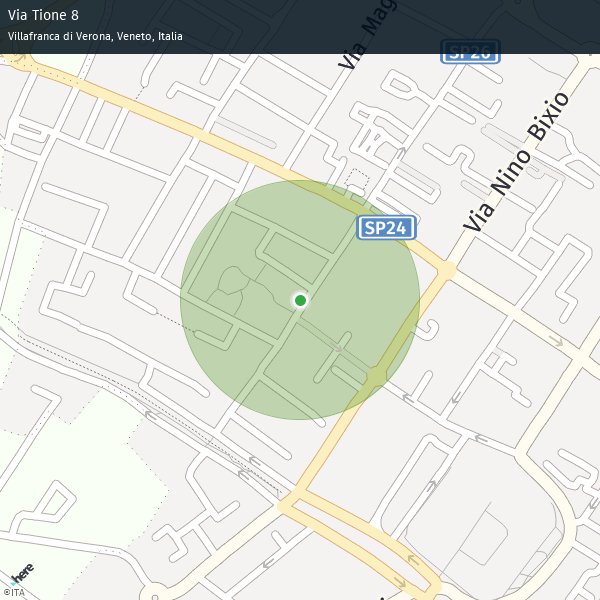 Via Tione 8
Villafranca di Verona, Veneto, Italia
Via Mag
SP26
Via Nino Bixio
SP24
here
©ITA